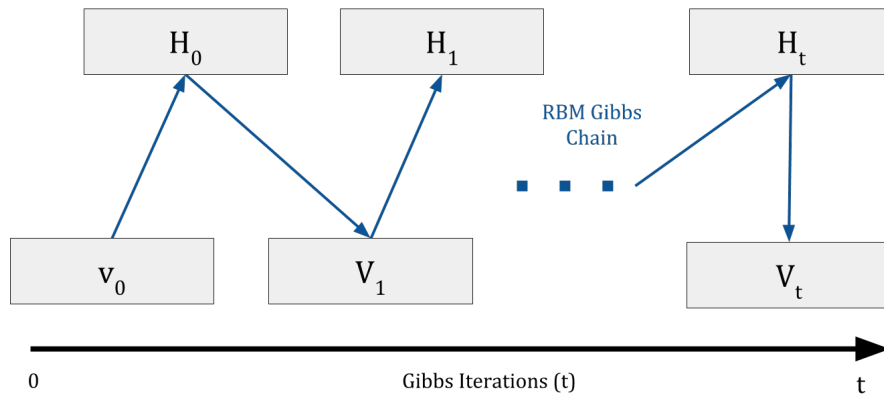 H₀
H₁
Hₜ
RBM Gibbs
Chain
v₀
V₁
Vₜ
0
Gibbs Iterations (t)
t